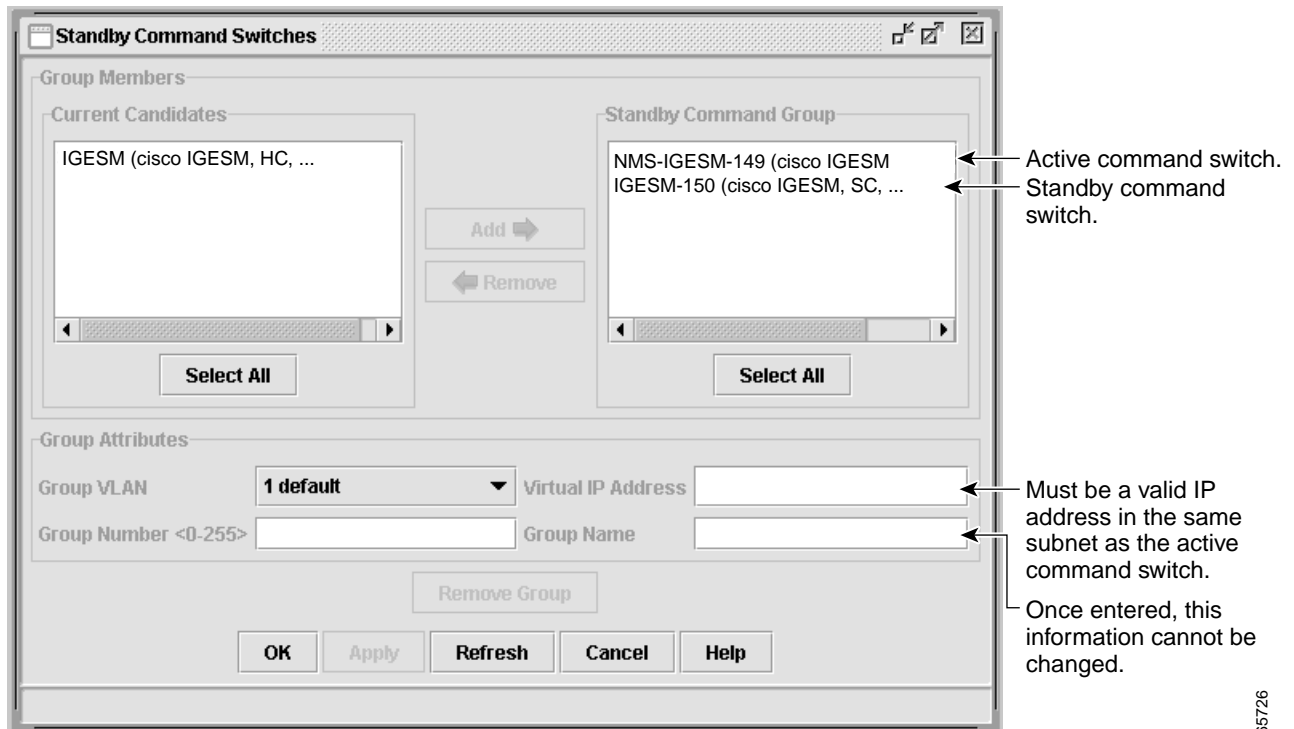 Standby Command Switches
Group Members
Current Candidates
IGESM (cisco IGESM, HC, ...
Select All
Add
Remove
Standby Command Group
NMS-IGESM-149 (cisco IGESM
IGESM-150 (cisco IGESM, SC, ...
Select All
Active command switch.
Standby command
switch.
Group Attributes
Group VLAN
1 default
Virtual IP Address
Group Number <0-255>
Group Name
Must be a valid IP
address in the same
subnet as the active
command switch.
Once entered, this
information cannot be
changed.
Remove Group
OK
Apply
Refresh
Cancel
Help